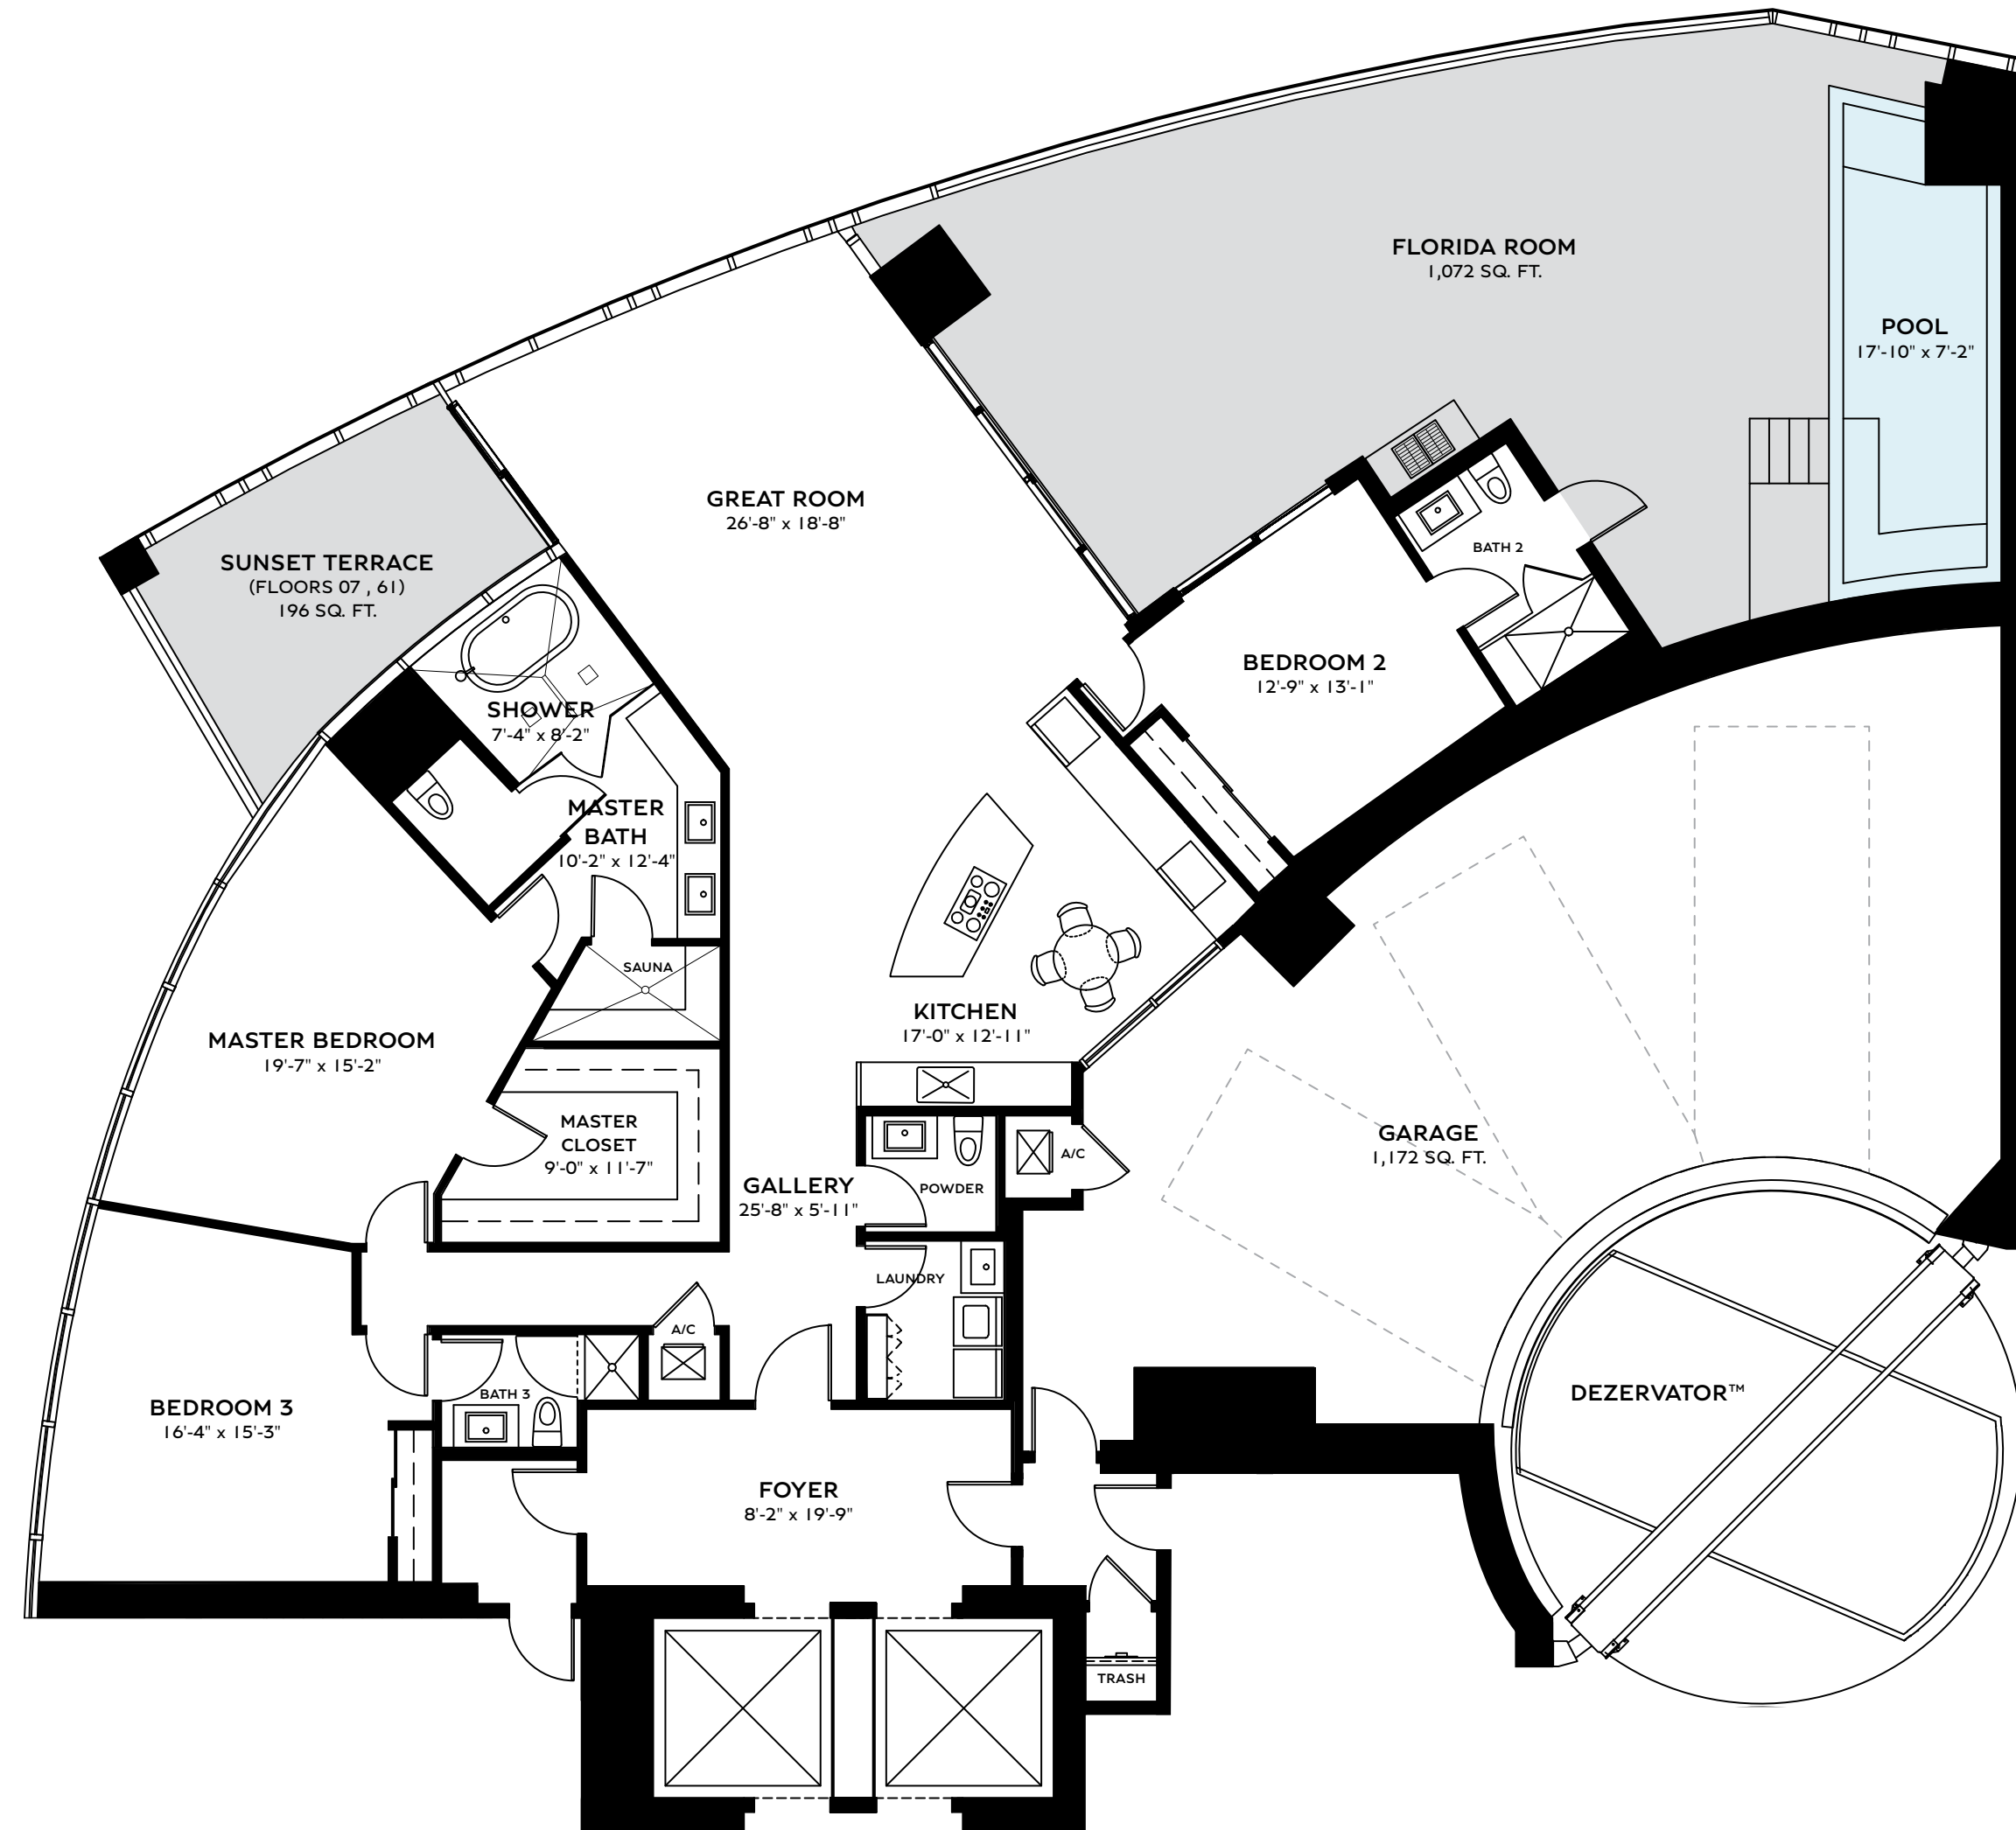 FLORIDA ROOM
1,072 SQ. FT.
POOL
17'-10" x 7'-2"
GREAT ROOM
26'-8" x 18'-8"
SUNSET TERRACE
(FLOORS 07 , 61)
196 SQ. FT.
BATH 2
BEDROOM 2
12'-9" x 13'-1"
SHOWER
7'-4" x 8'-2"
MASTER
BATH
10'-2" x 12'-4"
SAUNA
KITCHEN
17'-0" x 12'-11"
MASTER BEDROOM
19'-7" x 15'-2"
MASTER
CLOSET
9'-0" x 11'-7"
GALLERY
25'-8" x 5'-11"
POWDER
A/C
GARAGE
1,172 SQ. FT.
LAUNDRY
A/C
BATH 3
BEDROOM 3
16'-4" x 15'-3"
DEZERVATOR™
FOYER
8'-2" x 19'-9"
TRASH